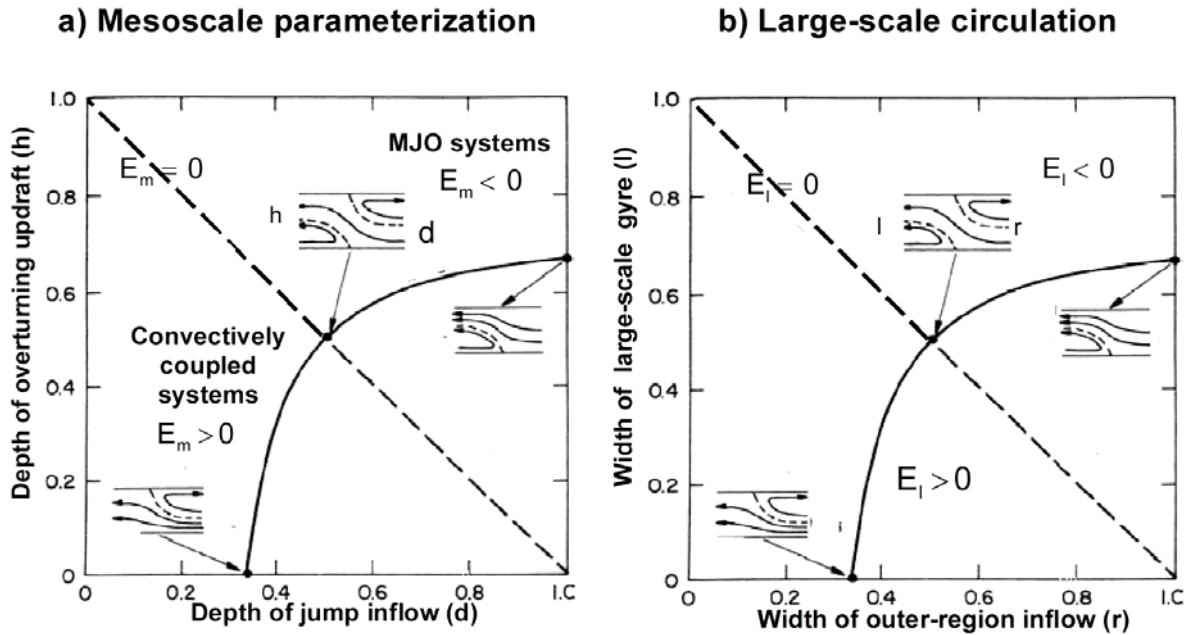 a) Mesoscale parameterization
b) Large-scale circulation
Depth of overturning updraft (h)
1.0
0.8
0.6
0.4
0.2
0
E_m = 0
MJO systems
E_m < 0
h
d
Convectively
coupled
systems
E_m > 0
0.2
0.4
0.6
0.8
1.0
Depth of jump inflow (d)
Width of large-scale gyre (l)
1.0
0.8
0.6
0.4
0.2
0
E_l = 0
E_l < 0
l
r
E_l > 0
0
0.2
0.4
0.6
0.8
1.0
Width of outer-region inflow (r)